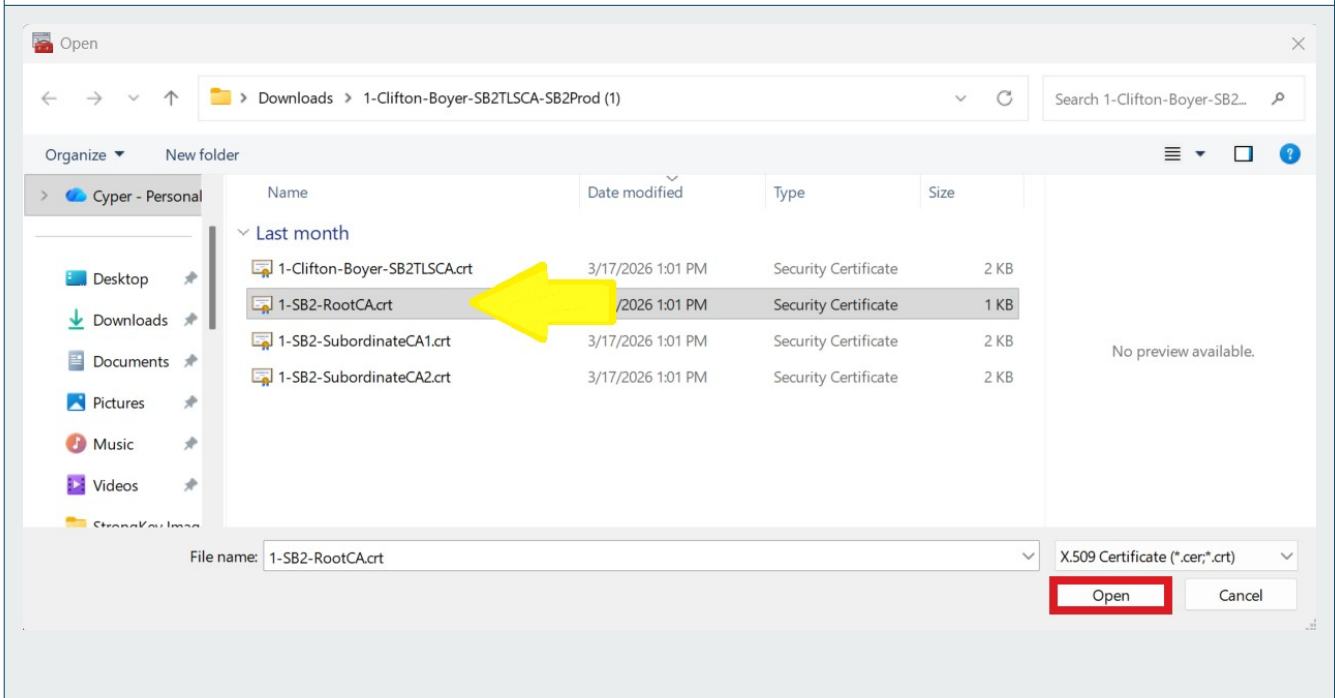 Open
Downloads > 1-Clifton-Boyer-SB2TLSCA-SB2Prod (1)
Search 1-Clifton-Boyer-SB2...
Organize
New folder
Cyper - Personal
Name Date modified Type Size
Last month
1-Clifton-Boyer-SB2TLSCA.crt 3/17/2026 1:01 PM Security Certificate 2 KB
1-SB2-RootCA.crt /2026 1:01 PM Security Certificate 1 KB
1-SB2-SubordinateCA1.crt 3/17/2026 1:01 PM Security Certificate 2 KB
1-SB2-SubordinateCA2.crt 3/17/2026 1:01 PM Security Certificate 2 KB
Desktop
Downloads
Documents
Pictures
Music
Videos
StrongKey Imag
No preview available.
File name: 1-SB2-RootCA.crt
X.509 Certificate (*.cer;*.crt)
Open
Cancel